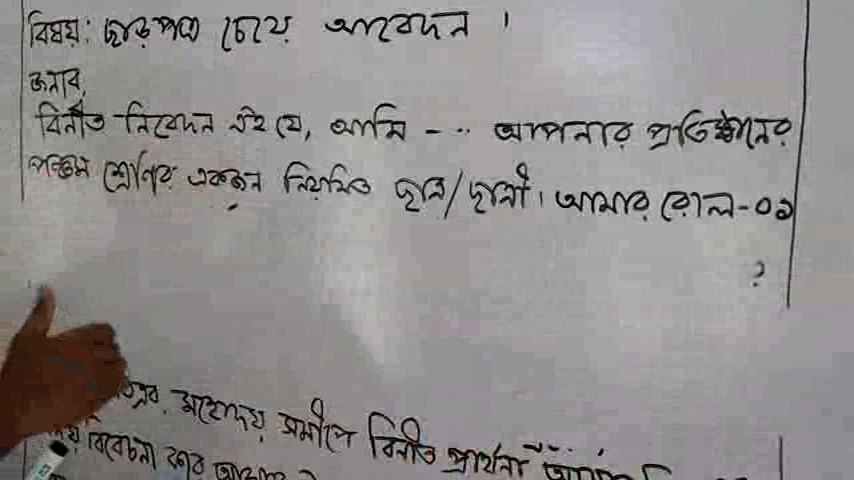 বিষয়: ছাড়পত্র চেয়ে আবেদন ।
জনাব,
বিনীত নিবেদন এই যে, আমি - .. আপনার প্রতিষ্ঠানের
পঞ্চম শ্রেণির একজন নিয়মিত ছাত্র/ছাত্রী। আমার রোল-০১
?
মহোদয় সমীপে বিনীত প্রার্থনা
বিবেচনা করে